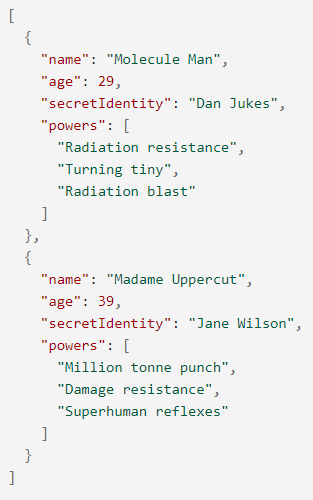 [
  {
    "name": "Molecule Man",
    "age": 29,
    "secretIdentity": "Dan Jukes",
    "powers": [
      "Radiation resistance",
      "Turning tiny",
      "Radiation blast"
    ]
  },
  {
    "name": "Madame Uppercut",
    "age": 39,
    "secretIdentity": "Jane Wilson",
    "powers": [
      "Million tonne punch",
      "Damage resistance",
      "Superhuman reflexes"
    ]
  }
]